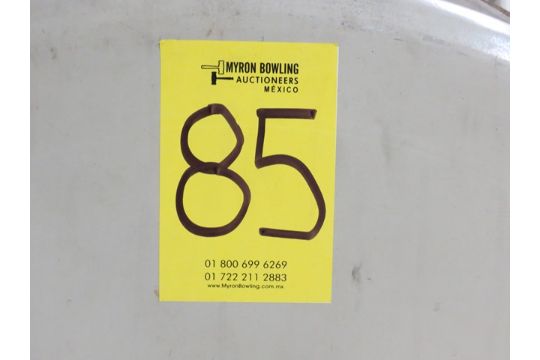 MYRON BOWLING
AUCTIONEERS
MÉXICO
85
01 800 699 6269
01 722 211 2883
www.MyronBowling.com.mx